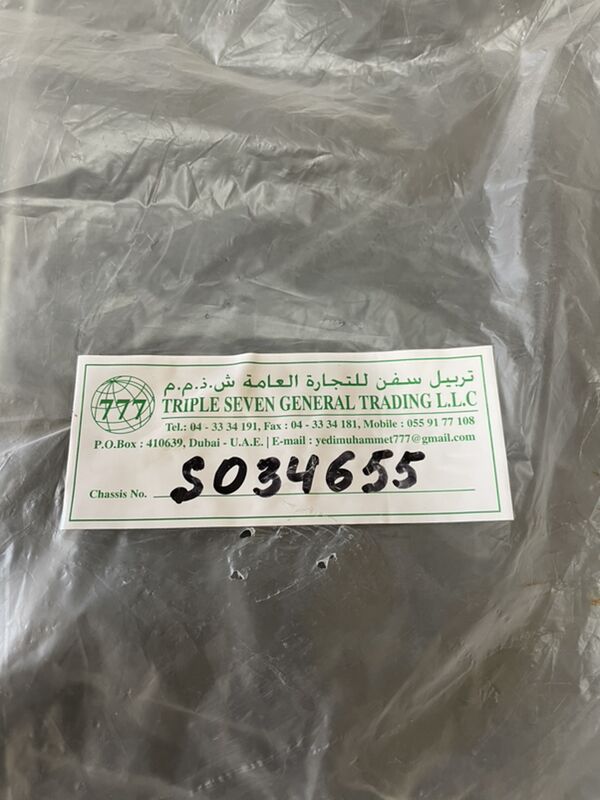 تربيل سفن للتجارة العامة ش.ذ.م.م
777
TRIPLE SEVEN GENERAL TRADING L.L.C
Tel.: 04 - 33 34 191, Fax : 04 - 33 34 181, Mobile : 055 91 77 108
P.O.Box : 410639, Dubai - U.A.E. | E-mail : yedimuhammet777@gmail.com
Chassis No. S034655